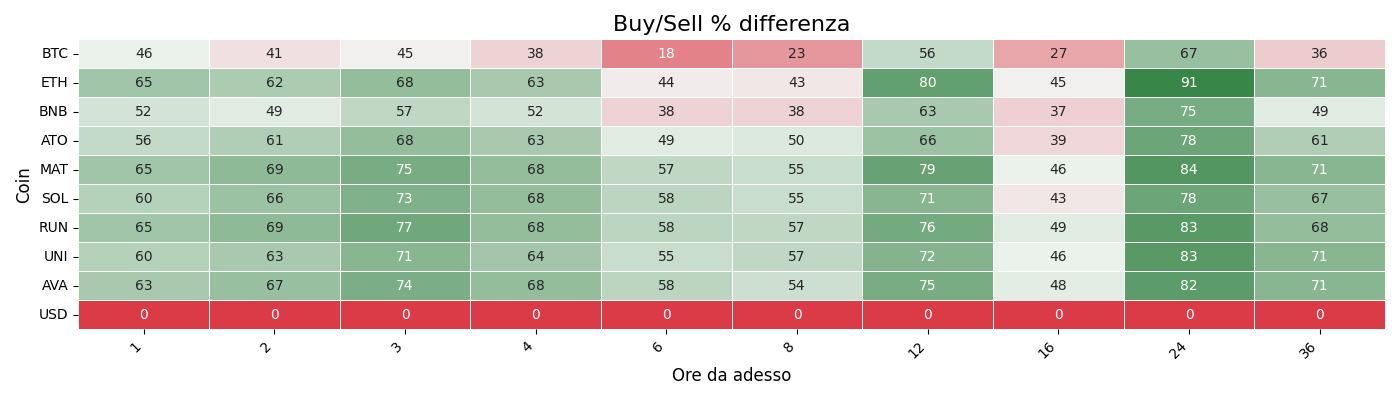 Buy/Sell % differenza
BTC 46 41 45 38 18 23 56 27 67 36
ETH 65 62 68 63 44 43 80 45 91 71
BNB 52 49 57 52 38 38 63 37 75 49
ATO 56 61 68 63 49 50 66 39 78 61
MAT 65 69 75 68 57 55 79 46 84 71
SOL 60 66 73 68 58 55 71 43 78 67
RUN 65 69 77 68 58 57 76 49 83 68
UNI 60 63 71 64 55 57 72 46 83 71
AVA 63 67 74 68 58 54 75 48 82 71
USD 0 0 0 0 0 0 0 0 0 0
Coin
1 2 3 4 6 8 12 16 24 36
Ore da adesso